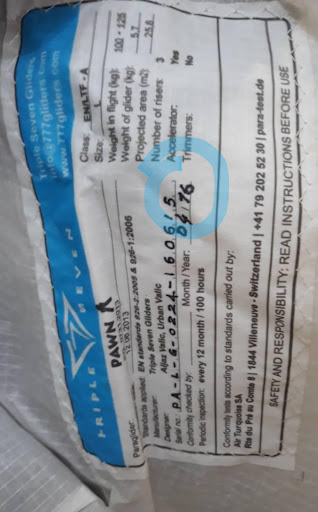 TRIPLE SEVEN
Triple Seven Gliders
info@777gliders.com
www.777gliders.com
Paraglider: PAWN R
12.06.2013
Standards applied: EN standards 926-2:2005 & 926-1:2006
Manufacturer: Triple Seven Gliders
Designer: Aljaz Valic, Urban Valic
Serial no.: PA-L-G-0224-160615
Conformity checked by: Month / Year: 04 / 16
Periodic inspection: every 12 month / 100 hours
Class: EN/LTF - A
Size: L
Weight in flight (kg): 100 - 125
Weight of glider (kg): 5.7
Projected area (m2): 25.8
Number of risers: 3
Accelerator: Yes
Trimmers: No
Conformity tests according to standards carried out by:
Air Turquoise SA
Rte du Pré au Comte 8 | 1844 Villeneuve - Switzerland | +41 79 202 52 30 | para-test.de
SAFETY AND RESPONSIBILITY: READ INSTRUCTIONS BEFORE USE